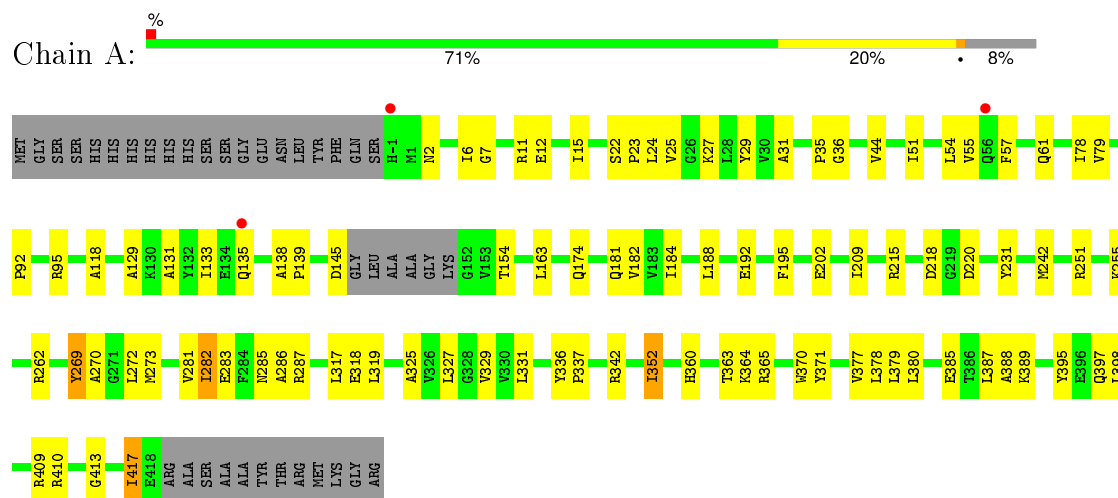 %
Chain A:
71% 20% • 8%
MET GLY SER SER HIS HIS HIS HIS HIS HIS SER SER GLY GLU ASN LEU TYR PHE GLN SER H-1 M1 N2 I6 G7 R11 E12 I15 S22 P23 L24 V25 G26 K27 L28 Y29 V30 A31 P35 G36 V44 I51 L54 V55 Q56 F57 Q61 I78 V79
P92 R95 A118 A129 K130 A131 Y132 I133 E134 Q135 A138 P139 D145 GLY LEU ALA ALA GLY LYS G152 V153 T154 L163 Q174 Q181 V182 V183 I184 L188 E192 F195 E202 I209 R215 D218 G219 D220 Y231 M242 R251 K255
R262 Y269 A270 G271 L272 M273 V281 I282 E283 F284 N285 A286 R287 L317 E318 L319 A325 V326 L327 G328 V329 V330 L331 Y336 P337 R342 I352 H360 T363 K364 R365 W370 Y371 V377 L378 L379 L380 E385 T386 L387 A388 K389 Y395 E396 Q397 L398
R409 R410 G413 I417 E418 ARG ALA SER ALA ALA TYR THR ARG MET LYS GLY ARG